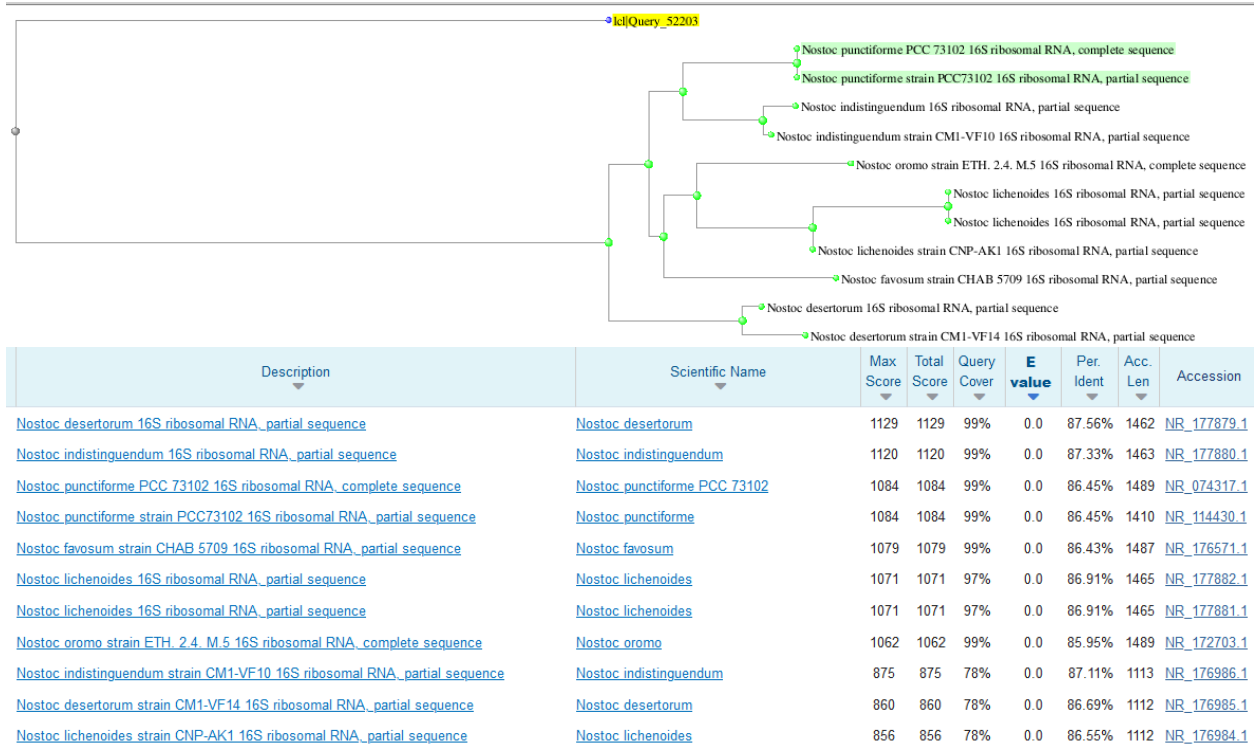 lcl|Query_52203
Nostoc punctiforme PCC 73102 16S ribosomal RNA, complete sequence
Nostoc punctiforme strain PCC73102 16S ribosomal RNA, partial sequence
Nostoc indistinguendum 16S ribosomal RNA, partial sequence
Nostoc indistinguendum strain CM1-VF10 16S ribosomal RNA, partial sequence
Nostoc oromo strain ETH. 2.4. M.5 16S ribosomal RNA, complete sequence
Nostoc lichenoides 16S ribosomal RNA, partial sequence
Nostoc lichenoides 16S ribosomal RNA, partial sequence
Nostoc lichenoides strain CNP-AK1 16S ribosomal RNA, partial sequence
Nostoc favosum strain CHAB 5709 16S ribosomal RNA, partial sequence
Nostoc desertorum 16S ribosomal RNA, partial sequence
Nostoc desertorum strain CM1-VF14 16S ribosomal RNA, partial sequence
Description Scientific Name Max Score Total Score Query Cover E value Per. Ident Acc. Len Accession
Nostoc desertorum 16S ribosomal RNA, partial sequence Nostoc desertorum 1129 1129 99% 0.0 87.56% 1462 NR_177879.1
Nostoc indistinguendum 16S ribosomal RNA, partial sequence Nostoc indistinguendum 1120 1120 99% 0.0 87.33% 1463 NR_177880.1
Nostoc punctiforme PCC 73102 16S ribosomal RNA, complete sequence Nostoc punctiforme PCC 73102 1084 1084 99% 0.0 86.45% 1489 NR_074317.1
Nostoc punctiforme strain PCC73102 16S ribosomal RNA, partial sequence Nostoc punctiforme 1084 1084 99% 0.0 86.45% 1410 NR_114430.1
Nostoc favosum strain CHAB 5709 16S ribosomal RNA, partial sequence Nostoc favosum 1079 1079 99% 0.0 86.43% 1487 NR_176571.1
Nostoc lichenoides 16S ribosomal RNA, partial sequence Nostoc lichenoides 1071 1071 97% 0.0 86.91% 1465 NR_177882.1
Nostoc lichenoides 16S ribosomal RNA, partial sequence Nostoc lichenoides 1071 1071 97% 0.0 86.91% 1465 NR_177881.1
Nostoc oromo strain ETH. 2.4. M.5 16S ribosomal RNA, complete sequence Nostoc oromo 1062 1062 99% 0.0 85.95% 1489 NR_172703.1
Nostoc indistinguendum strain CM1-VF10 16S ribosomal RNA, partial sequence Nostoc indistinguendum 875 875 78% 0.0 87.11% 1113 NR_176986.1
Nostoc desertorum strain CM1-VF14 16S ribosomal RNA, partial sequence Nostoc desertorum 860 860 78% 0.0 86.69% 1112 NR_176985.1
Nostoc lichenoides strain CNP-AK1 16S ribosomal RNA, partial sequence Nostoc lichenoides 856 856 78% 0.0 86.55% 1112 NR_176984.1